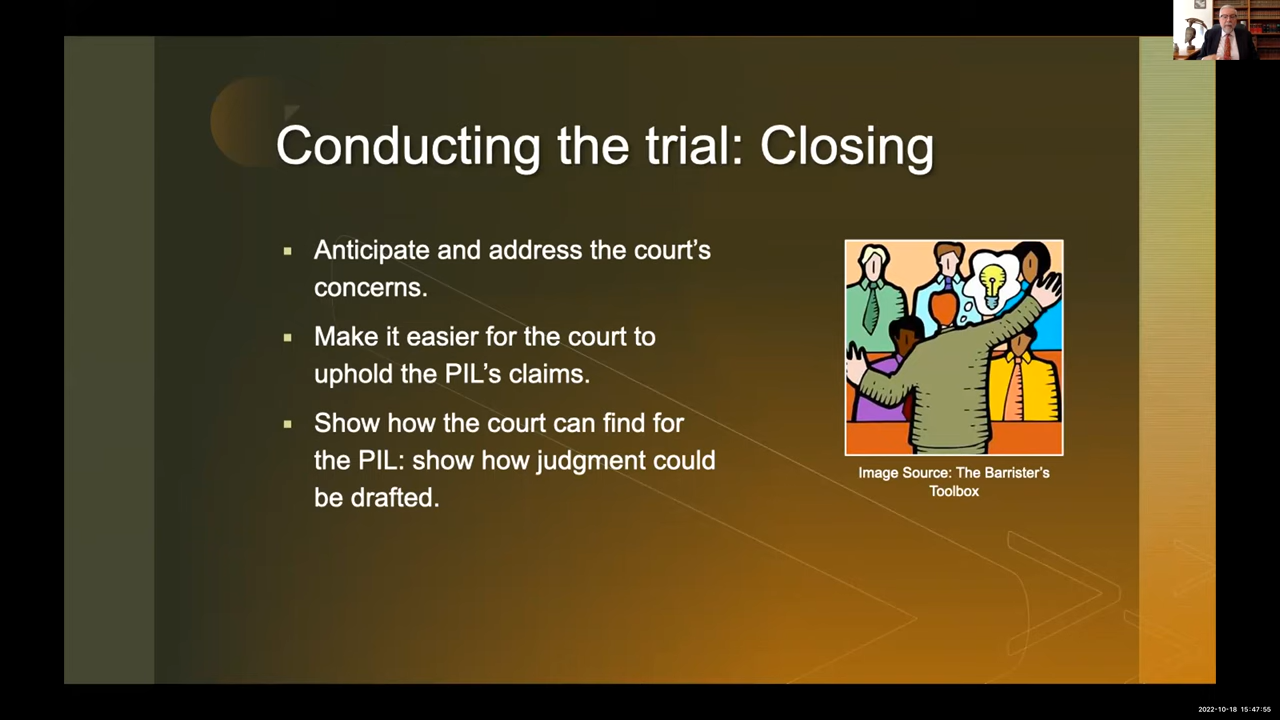 Conducting the trial: Closing
Anticipate and address the court’s
concerns.
Make it easier for the court to
uphold the PIL’s claims.
Show how the court can find for
the PIL: show how judgment could
be drafted.
Image Source: The Barrister’s
Toolbox
2022-10-18 15:47:55